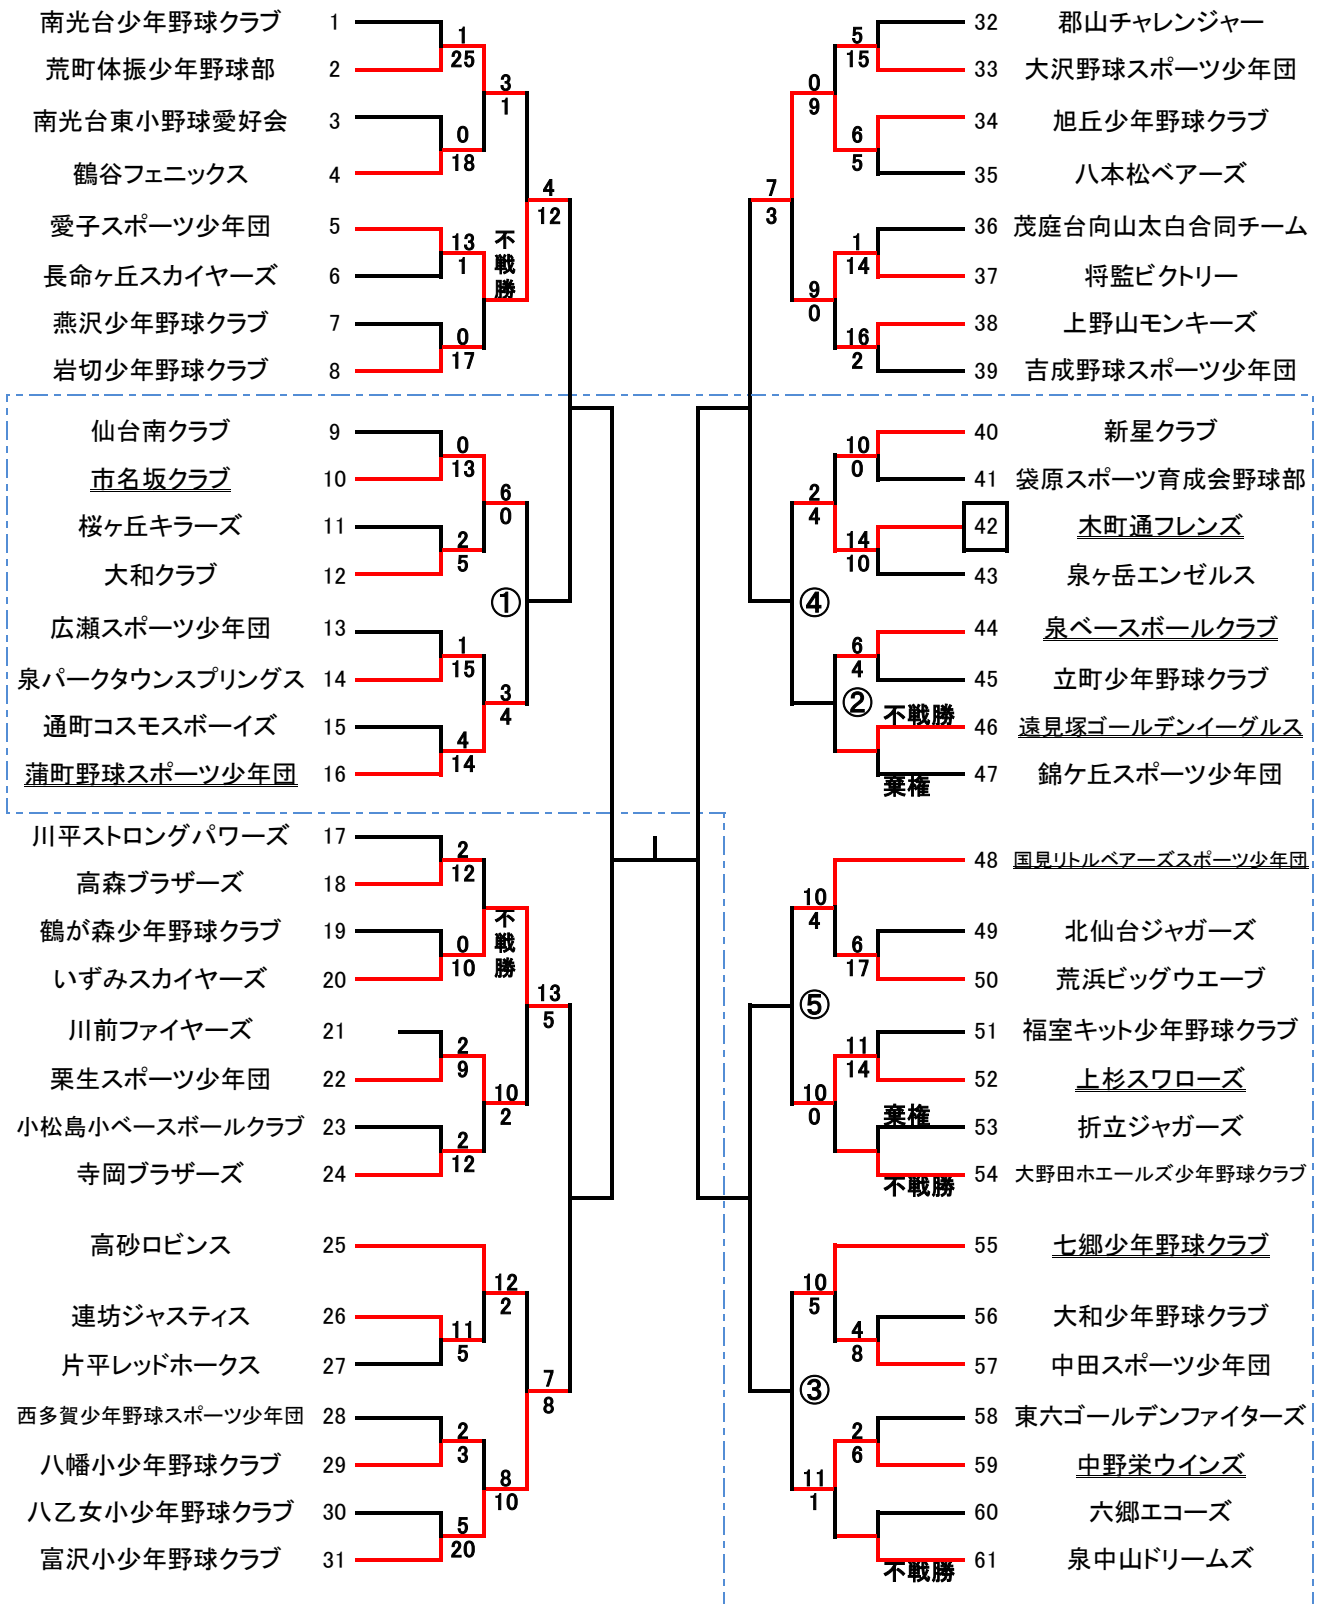 南光台少年野球クラブ 1
荒町体振少年野球部 2
1
25
南光台東小野球愛好会 3
鶴谷フェニックス 4
0
18
3
1
愛子スポーツ少年団 5
長命ヶ丘スカイヤーズ 6
13
1
燕沢少年野球クラブ 7
岩切少年野球クラブ 8
0
17
不戦勝
4
12
仙台南クラブ 9
市名坂クラブ 10
0
13
桜ヶ丘キラーズ 11
大和クラブ 12
2
5
6
0
広瀬スポーツ少年団 13
泉パークタウンスプリングス 14
1
15
通町コスモスボーイズ 15
蒲町野球スポーツ少年団 16
4
14
3
4
①
川平ストロングパワーズ 17
高森ブラザーズ 18
2
12
鶴が森少年野球クラブ 19
いずみスカイヤーズ 20
0
10
不戦勝
川前ファイヤーズ 21
栗生スポーツ少年団 22
2
9
小松島小ベースボールクラブ 23
寺岡ブラザーズ 24
2
12
10
2
13
5
高砂ロビンス 25
連坊ジャスティス 26
片平レッドホークス 27
11
5
12
2
西多賀少年野球スポーツ少年団 28
八幡小少年野球クラブ 29
2
3
八乙女小少年野球クラブ 30
富沢小少年野球クラブ 31
5
20
8
10
7
8
32 郡山チャレンジャー
33 大沢野球スポーツ少年団
5
15
34 旭丘少年野球クラブ
35 八本松ベアーズ
6
5
0
9
36 茂庭台向山太白合同チーム
37 将監ビクトリー
1
14
38 上野山モンキーズ
39 吉成野球スポーツ少年団
16
2
9
0
7
3
40 新星クラブ
41 袋原スポーツ育成会野球部
10
0
42 木町通フレンズ
43 泉ヶ岳エンゼルス
14
10
2
4
44 泉ベースボールクラブ
45 立町少年野球クラブ
6
4
不戦勝
46 遠見塚ゴールデンイーグルス
47 錦ケ丘スポーツ少年団
棄権
②
④
48 国見リトルベアーズスポーツ少年団
49 北仙台ジャガーズ
50 荒浜ビッグウエーブ
6
17
10
4
51 福室キット少年野球クラブ
52 上杉スワローズ
11
14
棄権
53 折立ジャガーズ
54 大野田ホエールズ少年野球クラブ
不戦勝
10
0
⑤
55 七郷少年野球クラブ
56 大和少年野球クラブ
57 中田スポーツ少年団
4
8
10
5
58 東六ゴールデンファイターズ
59 中野栄ウインズ
2
6
60 六郷エコーズ
61 泉中山ドリームズ
不戦勝
11
1
③